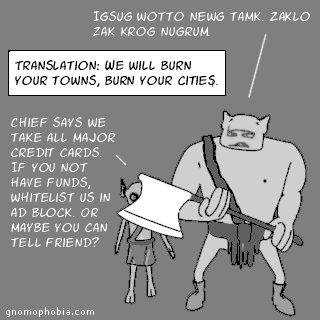 IGSUG WOTTO NEWG TAMK. ZAKLO
ZAK KROG NUGRUM.
TRANSLATION: WE WILL BURN
YOUR TOWNS, BURN YOUR CITIES.
CHIEF SAYS WE
TAKE ALL MAJOR
CREDIT CARDS.
IF YOU NOT
HAVE FUNDS,
WHITELIST US IN
AD BLOCK. OR
MAYBE YOU CAN
TELL FRIEND?
gnomophobia.com